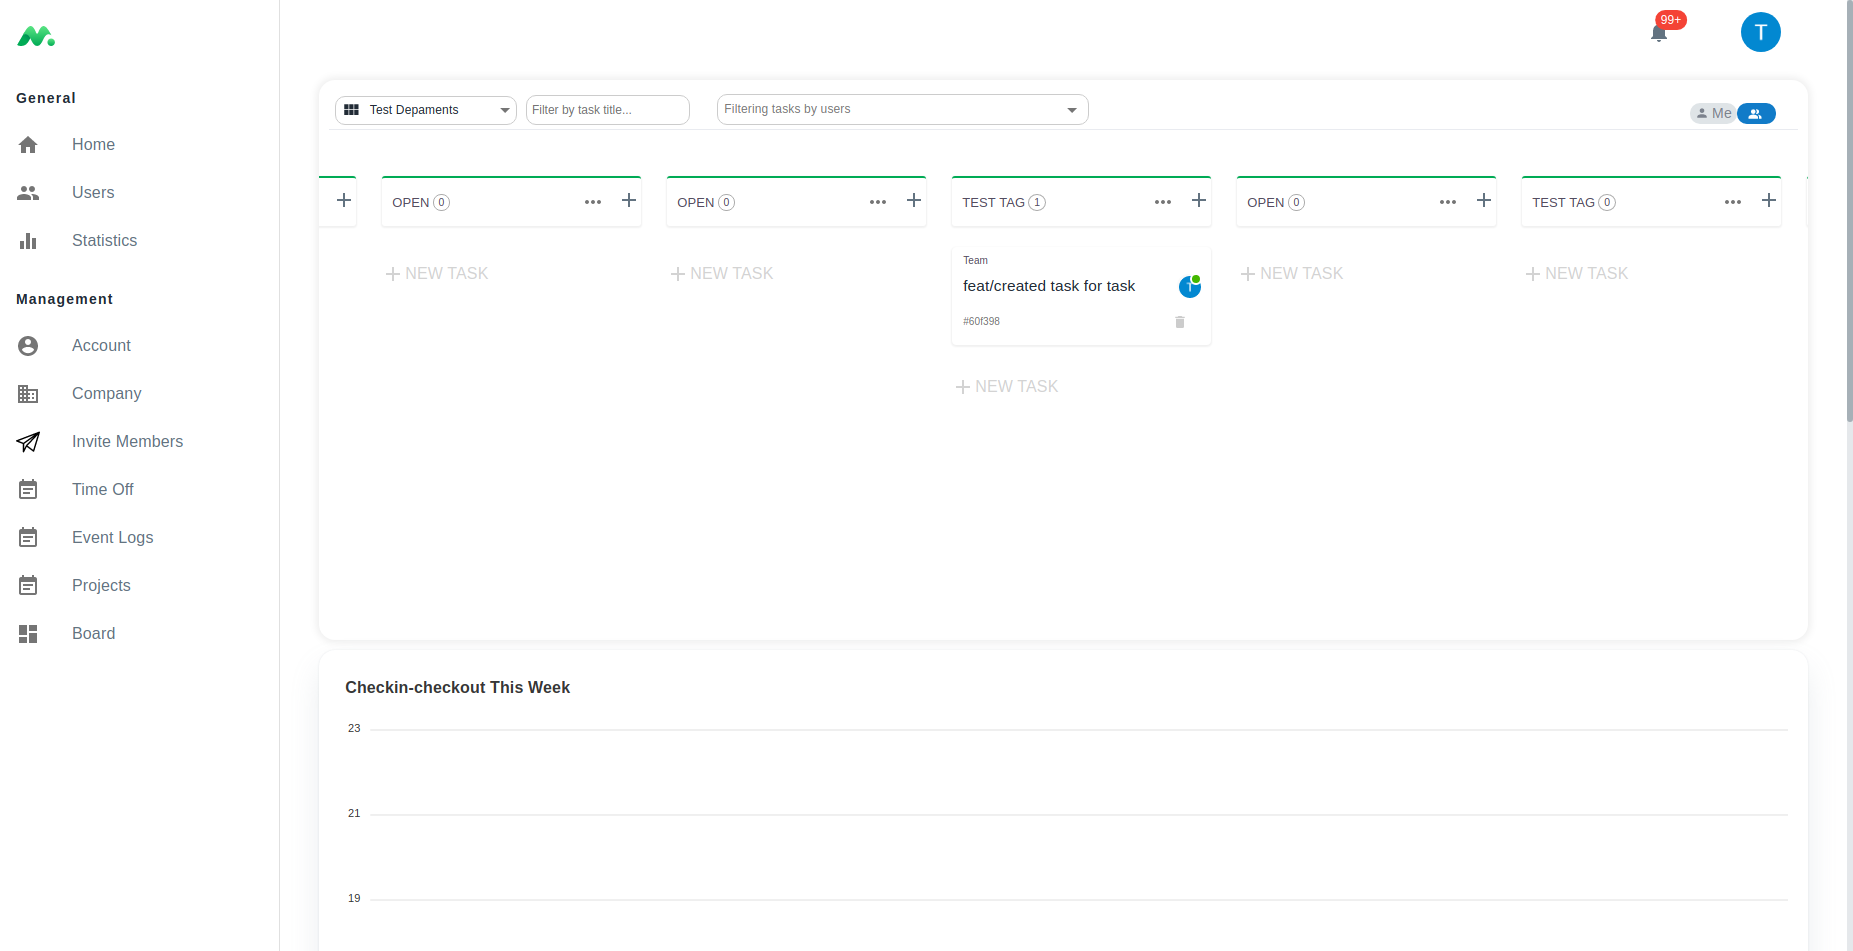 General
Home
Users
Statistics
Management
Account
Company
Invite Members
Time Off
Event Logs
Projects
Board
99+
T
Test Depaments
Filter by task title...
Filtering tasks by users
Me
OPEN 0
OPEN 0
TEST TAG 1
OPEN 0
TEST TAG 0
NEW TASK
NEW TASK
Team
feat/created task for task
T
#60f398
NEW TASK
NEW TASK
NEW TASK
Checkin-checkout This Week
23
21
19